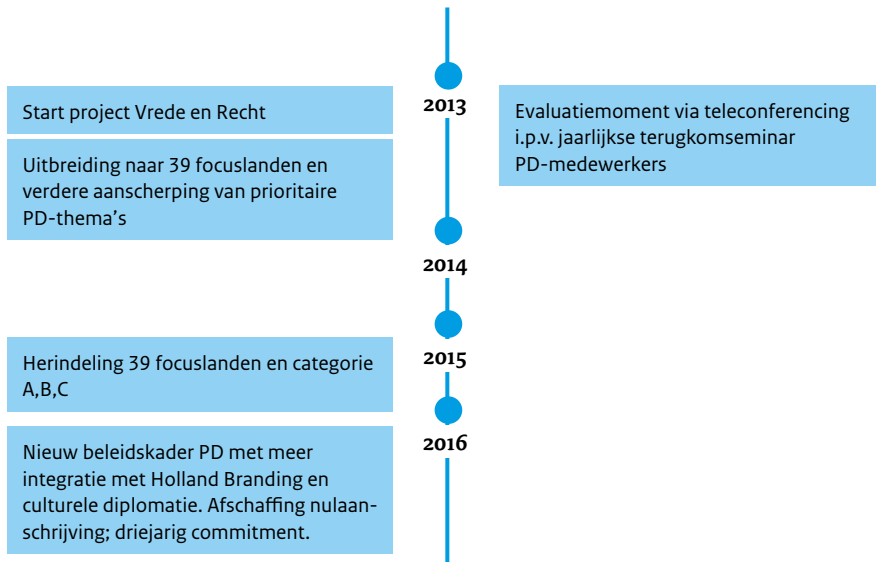 2013
Start project Vrede en Recht
Uitbreiding naar 39 focuslanden en
verdere aanscherping van prioritaire
PD-thema's
Evaluatiemoment via teleconferencing
i.p.v. jaarlijkse terugkomseminar
PD-medewerkers
2014
2015
Herindeling 39 focuslanden en categorie
A,B,C
2016
Nieuw beleidskader PD met meer
integratie met Holland Branding en
culturele diplomatie. Afschaffing nulaan-
schrijving; driejarig commitment.